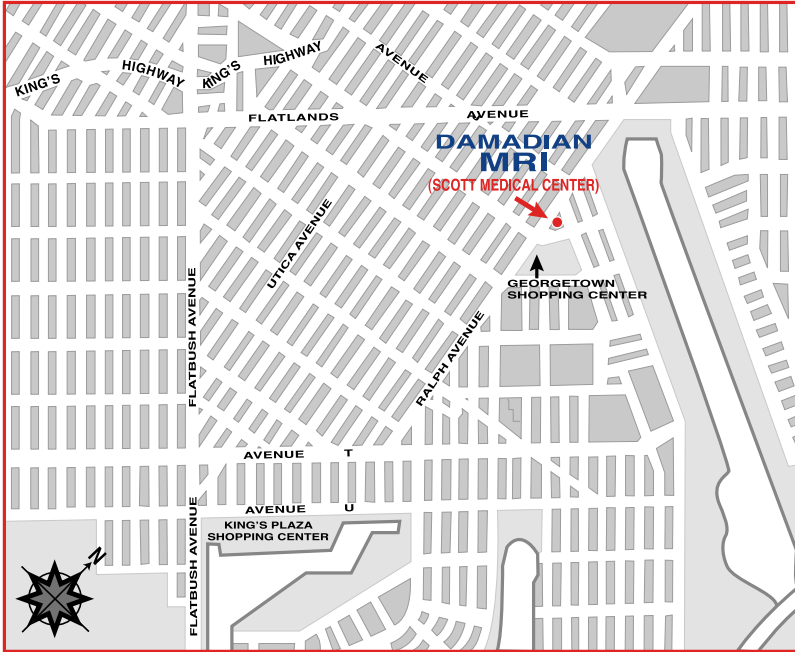 KING'S
HIGHWAY
KING'S
HIGHWAY
AVENUE
FLATLANDS
AVENUE
DAMADIAN
MRI
(SCOTT MEDICAL CENTER)
UTICA AVENUE
GEORGETOWN
SHOPPING CENTER
FLATBUSH AVENUE
RALPH AVENUE
AVENUE T
AVENUE U
KING'S PLAZA
SHOPPING CENTER
FLATBUSH AVENUE
N